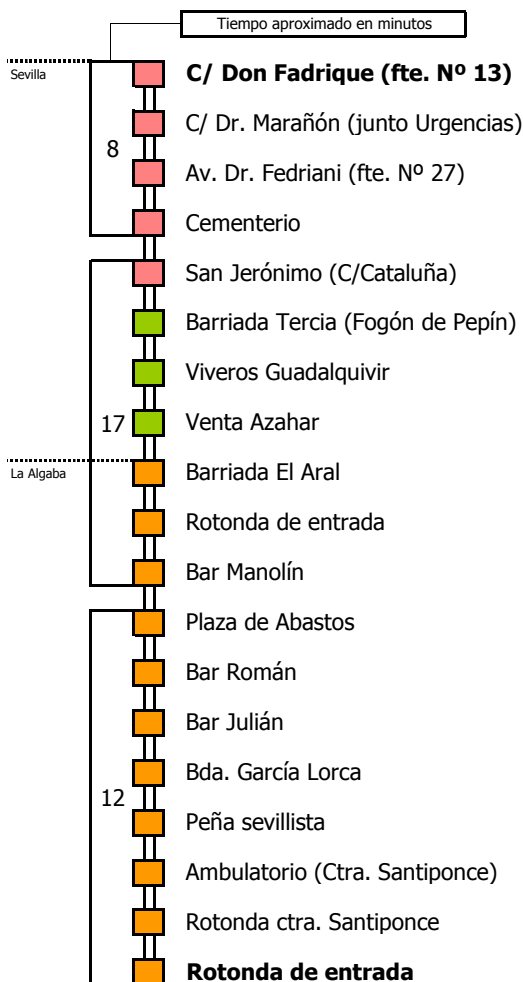 Tiempo aproximado en minutos
Sevilla
C/ Don Fadrique (fte. Nº 13)
C/ Dr. Marañón (junto Urgencias)
8
Av. Dr. Fedriani (fte. Nº 27)
Cementerio
San Jerónimo (C/Cataluña)
Barriada Tercia (Fogón de Pepín)
Viveros Guadalquivir
17
Venta Azahar
La Algaba
Barriada El Aral
Rotonda de entrada
Bar Manolín
Plaza de Abastos
Bar Román
Bar Julián
Bda. García Lorca
12
Peña sevillista
Ambulatorio (Ctra. Santiponce)
Rotonda ctra. Santiponce
Rotonda de entrada